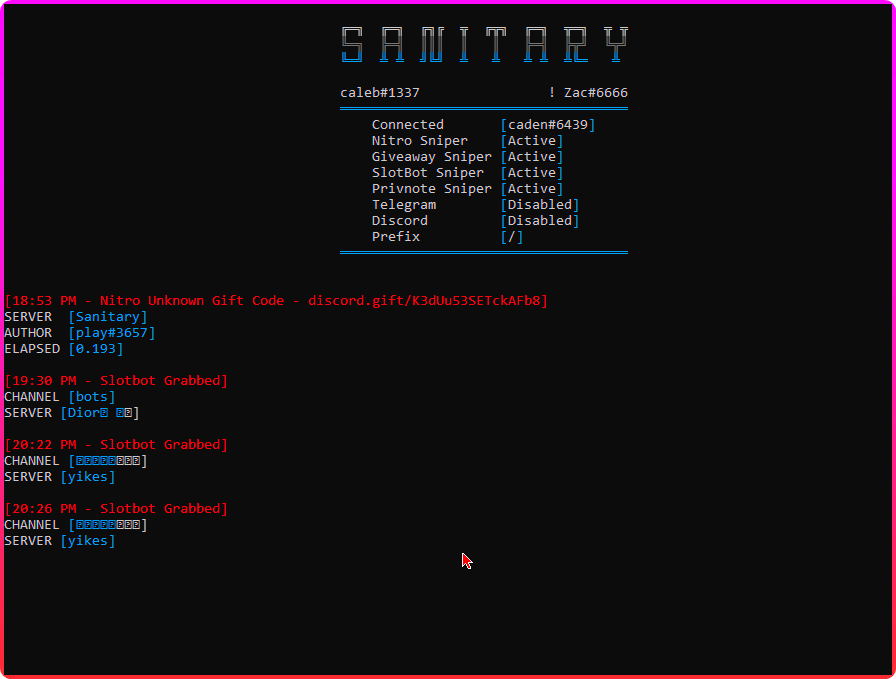 SANITARY
caleb#1337 ! Zac#6666
Connected [caden#6439]
Nitro Sniper [Active]
Giveaway Sniper [Active]
SlotBot Sniper [Active]
Privnote Sniper [Active]
Telegram [Disabled]
Discord [Disabled]
Prefix [/]
[18:53 PM - Nitro Unknown Gift Code - discord.gift/K3dUu53SETckAFb8]
SERVER [Sanitary]
AUTHOR [play#3657]
ELAPSED [0.193]
[19:30 PM - Slotbot Grabbed]
CHANNEL [bots]
SERVER [Dior⍰ ⍰⍰]
[20:22 PM - Slotbot Grabbed]
CHANNEL [⍰⍰⍰⍰⍰⍰⍰⍰]
SERVER [yikes]
[20:26 PM - Slotbot Grabbed]
CHANNEL [⍰⍰⍰⍰⍰⍰⍰⍰]
SERVER [yikes]